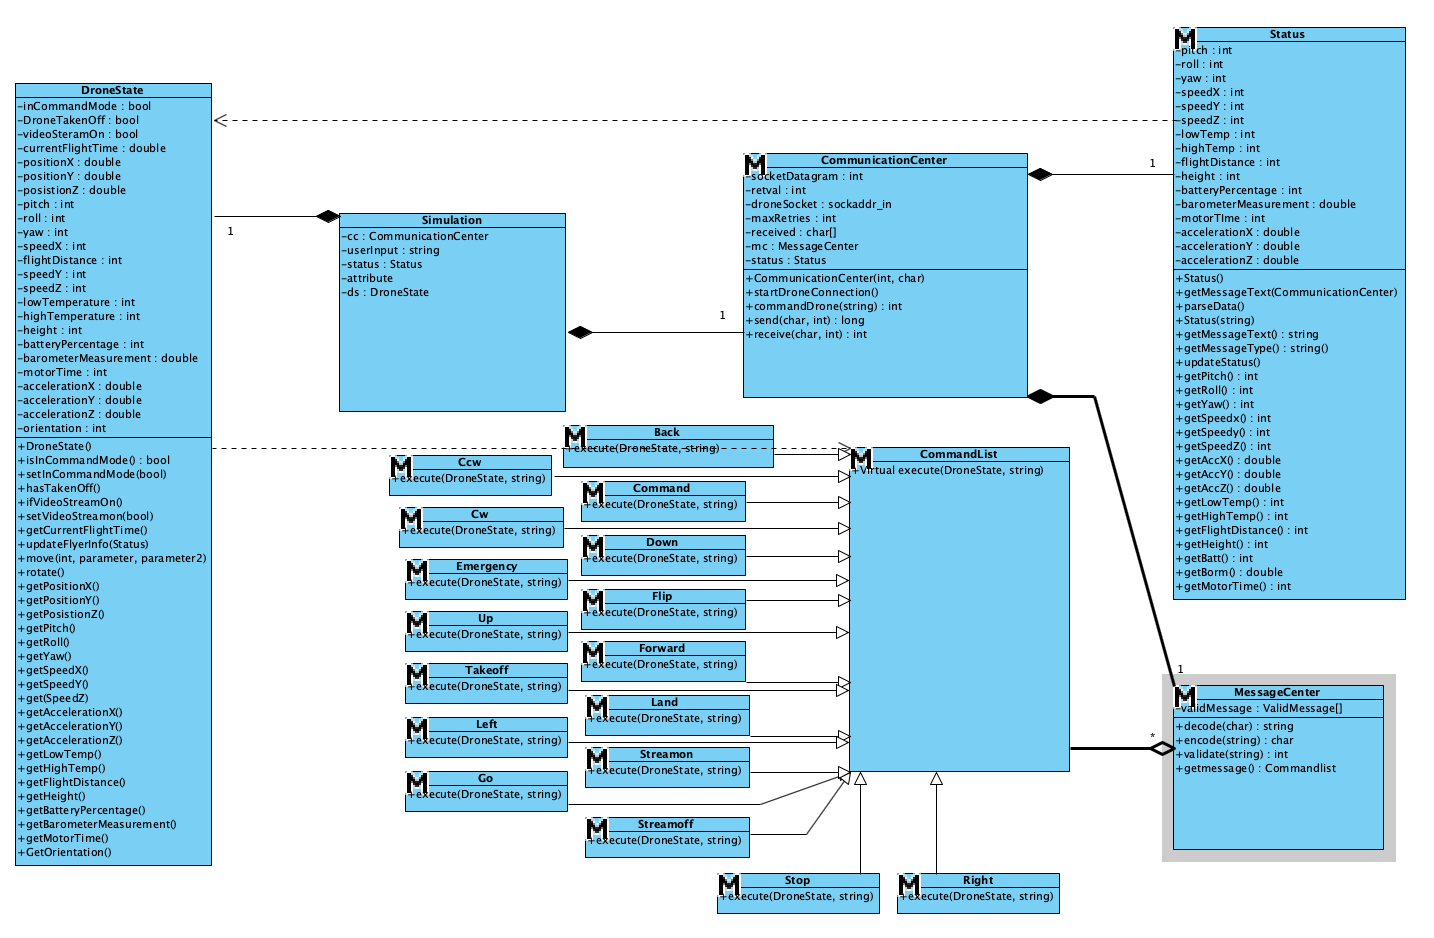 DroneState
-inCommandMode : bool
-DroneTakenOff : bool
-videoSteramOn : bool
-currentFlightTime : double
-positionX : double
-positionY : double
-posistionZ : double
-pitch : int
-roll : int
-yaw : int
-speedX : int
-flightDistance : int
-speedY : int
-speedZ : int
-lowTemperature : int
-highTemperature : int
-height : int
-batteryPercentage : int
-barometerMeasurement : double
-motorTime : int
-accelerationX : double
-accelerationY : double
-accelerationZ : double
-orientation : int
+DroneState()
+isInCommandMode() : bool
+setInCommandMode(bool)
+hasTakenOff()
+ifVideoStreamOn()
+setVideoStreamon(bool)
+getCurrentFlightTime()
+updateFlyerInfo(Status)
+move(int, parameter, parameter2)
+rotate()
+getPositionX()
+getPositionY()
+getPosistionZ()
+getPitch()
+getRoll()
+getYaw()
+getSpeedX()
+getSpeedY()
+get(SpeedZ)
+getAccelerationX()
+getAccelerationY()
+getAccelerationZ()
+getLowTemp()
+getHighTemp()
+getFlightDistance()
+getHeight()
+getBatteryPercentage()
+getBarometerMeasurement()
+getMotorTime()
+GetOrientation()
1
Simulation
-cc : CommunicationCenter
-userInput : string
-status : Status
-attribute
-ds : DroneState
1
M
CommunicationCenter
-socketDatagram : int
-retval : int
-droneSocket : sockaddr_in
-maxRetries : int
-received : char[]
-mc : MessageCenter
-status : Status
+CommunicationCenter(int, char)
+startDroneConnection()
+commandDrone(string) : int
+send(char, int) : long
+receive(char, int) : int
1
M
Status
-pitch : int
-roll : int
-yaw : int
-speedX : int
-speedY : int
-speedZ : int
-lowTemp : int
-highTemp : int
-flightDistance : int
-height : int
-batteryPercentage : int
-barometerMeasurement : double
-motorTIme : int
-accelerationX : double
-accelerationY : double
-accelerationZ : double
+Status()
+getMessageText(CommunicationCenter)
+parseData()
+Status(string)
+getMessageText() : string
+getMessageType() : string()
+updateStatus()
+getPitch() : int
+getRoll() : int
+getYaw() : int
+getSpeedx() : int
+getSpeedy() : int
+getSpeedZ() : int
+getAccX() : double
+getAccY() : double
+getAccZ() : double
+getLowTemp() : int
+getHighTemp() : int
+getFlightDistance() : int
+getHeight() : int
+getBatt() : int
+getBorm() : double
+getMotorTime() : int
M
Back
+execute(DroneState, string)
M
Ccw
+execute(DroneState, string)
M
Command
+execute(DroneState, string)
M
Cw
+execute(DroneState, string)
M
Down
+execute(DroneState, string)
M
Emergency
+execute(DroneState, string)
M
Flip
+execute(DroneState, string)
M
Up
+execute(DroneState, string)
M
Forward
+execute(DroneState, string)
M
Takeoff
+execute(DroneState, string)
M
Land
+execute(DroneState, string)
M
Left
+execute(DroneState, string)
M
Streamon
+execute(DroneState, string)
M
Go
+execute(DroneState, string)
M
Streamoff
+execute(DroneState, string)
M
Stop
+execute(DroneState, string)
M
Right
+execute(DroneState, string)
M
CommandList
+Virtual execute(DroneState, string)
1
*
M
MessageCenter
-validMessage : ValidMessage[]
+decode(char) : string
+encode(string) : char
+validate(string) : int
+getmessage() : Commandlist